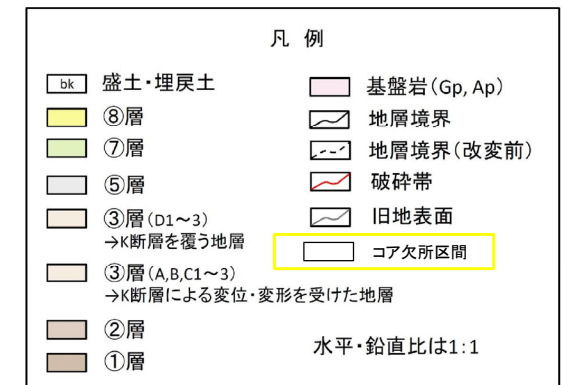 凡 例
bk 盛土・埋戻土
⑧層
⑦層
⑤層
③層(D1～3)
→K断層を覆う地層
③層(A,B,C1～3)
→K断層による変位・変形を受けた地層
②層
①層
基盤岩(Gp, Ap)
地層境界
地層境界(改変前)
破砕帯
旧地表面
コア欠所区間
水平・鉛直比は1:1